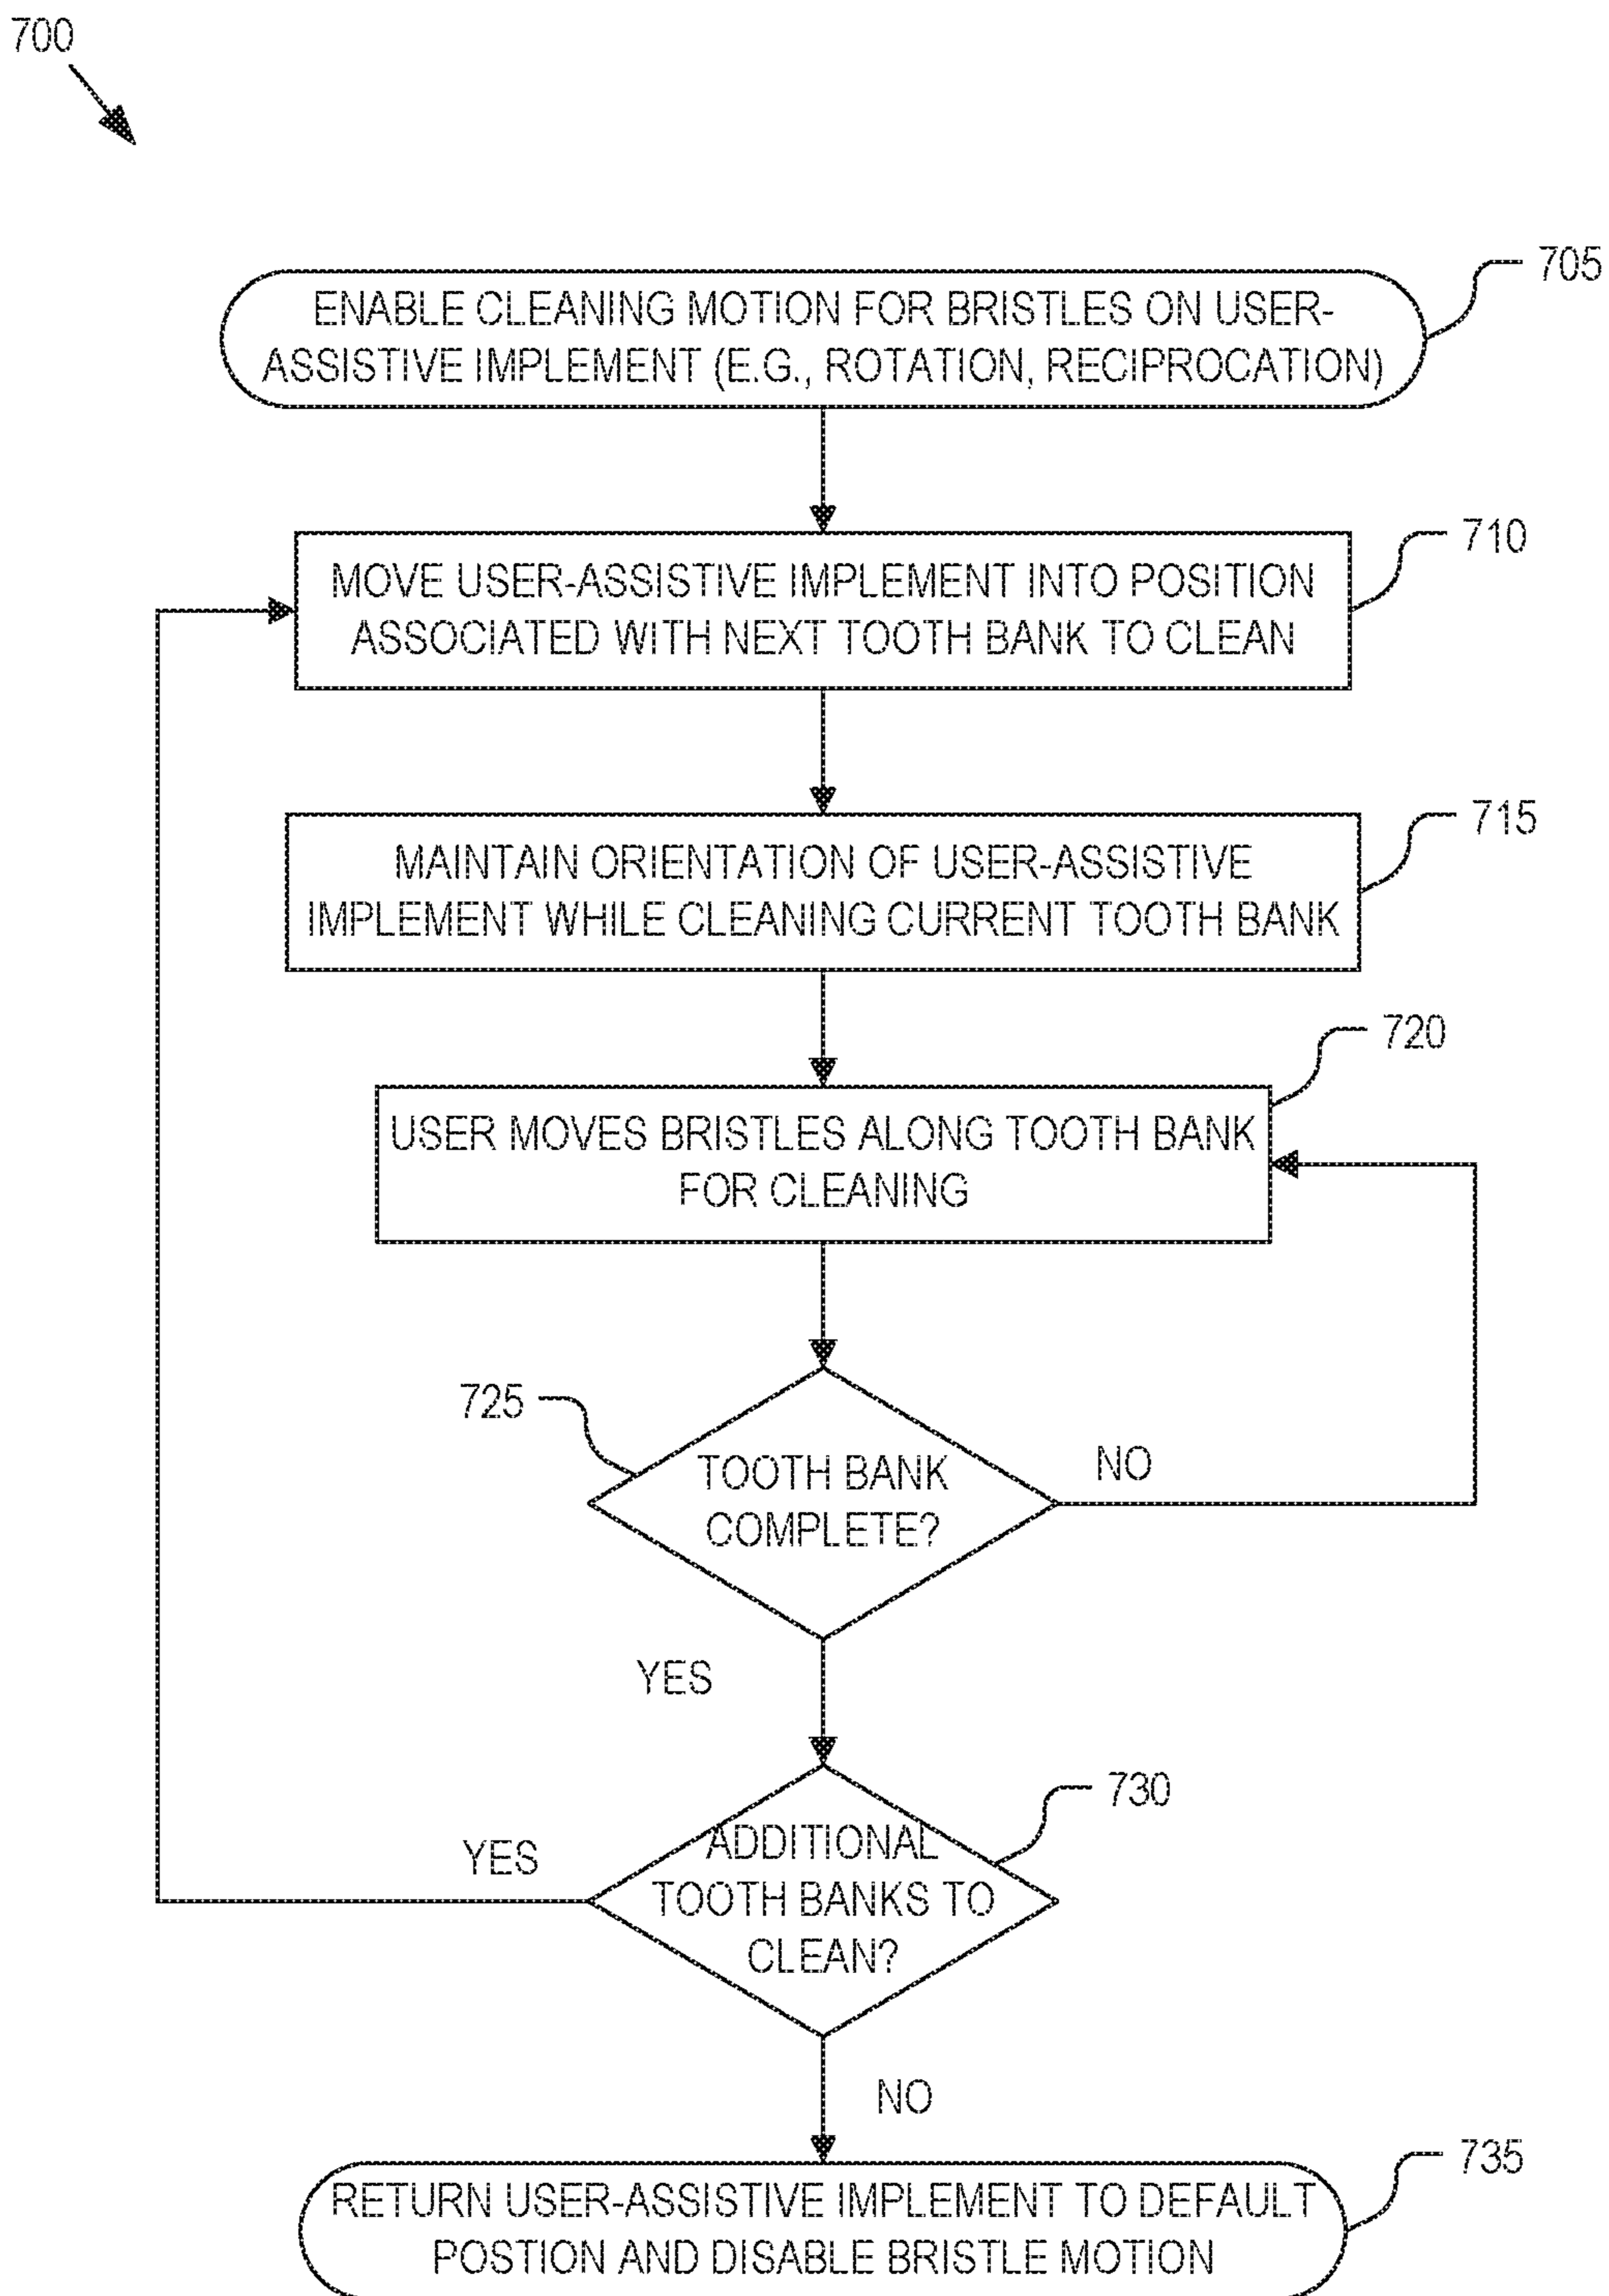 700
705
ENABLE CLEANING MOTION FOR BRISTLES ON USER-
ASSISTIVE IMPLEMENT (E.G., ROTATION, RECIPROCATION)
710
MOVE USER-ASSISTIVE IMPLEMENT INTO POSITION
ASSOCIATED WITH NEXT TOOTH BANK TO CLEAN
715
MAINTAIN ORIENTATION OF USER-ASSISTIVE
IMPLEMENT WHILE CLEANING CURRENT TOOTH BANK
720
USER MOVES BRISTLES ALONG TOOTH BANK
FOR CLEANING
725
TOOTH BANK
COMPLETE?
NO
YES
730
ADDITIONAL
TOOTH BANKS TO
CLEAN?
YES
NO
735
RETURN USER-ASSISTIVE IMPLEMENT TO DEFAULT
POSTION AND DISABLE BRISTLE MOTION